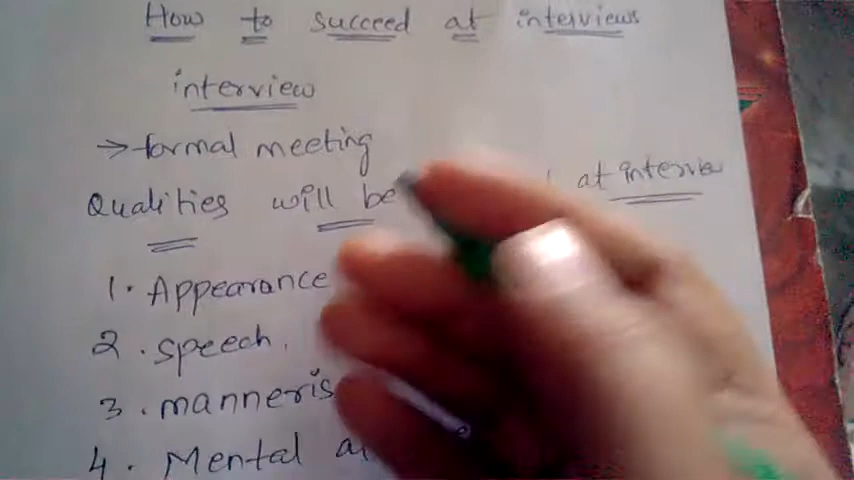 How to succeed at interviews
interview
→ formal meeting
Qualities will be at interview
1. Appearance
2. speech.
3. manneris
4. Mental